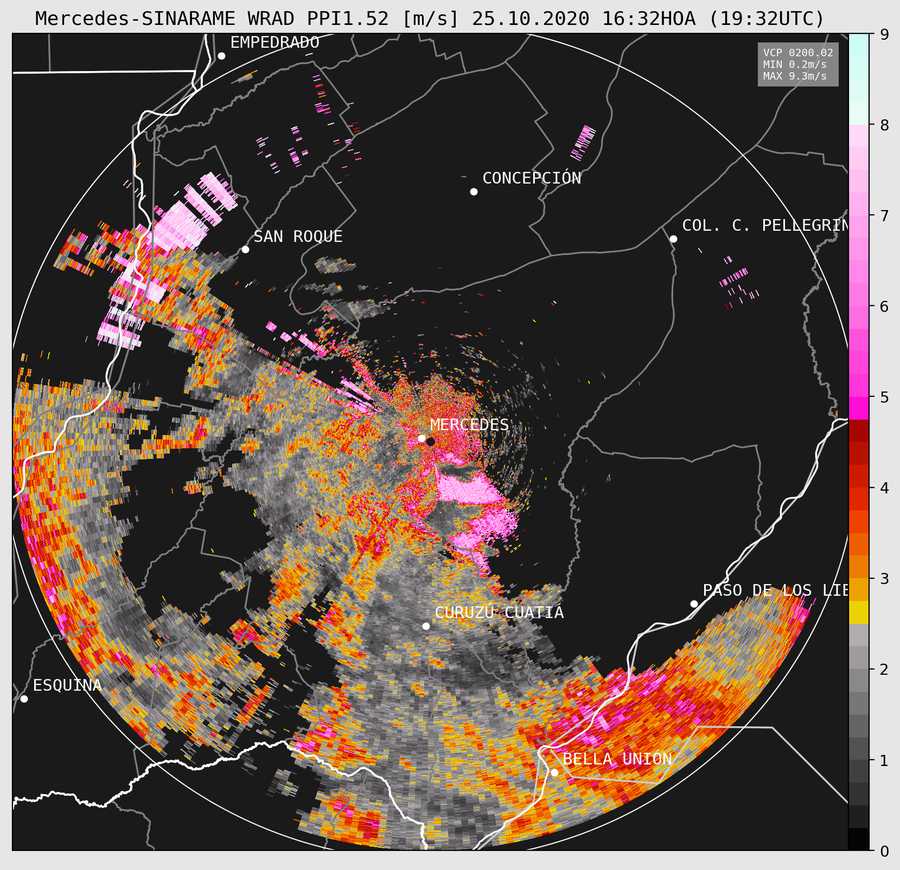 Mercedes-SINARAME WRAD PPI1.52 [m/s] 25.10.2020 16:32HOA (19:32UTC)
EMPEDRADO
VCP 0200.02
MIN 0.2m/s
MAX 9.3m/s
CONCEPCIÓN
SAN ROQUE
COL. C. PELLEGRIN
MERCEDES
PASO DE LOS LIB
CURUZÚ CUATIÁ
ESQUINA
BELLA UNION
9
8
7
6
5
4
3
2
1
0